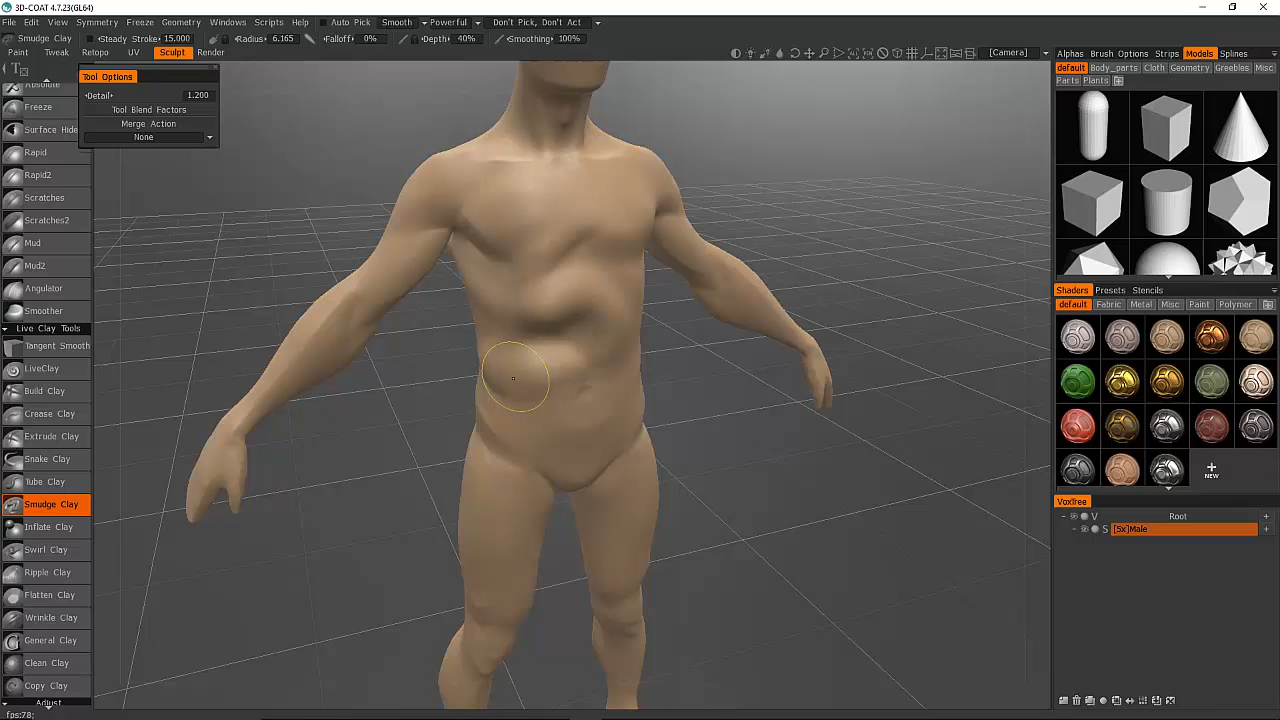 3D-COAT 4.7.23(GL64)
File Edit View Symmetry Freeze Geometry Windows Scripts Help Auto Pick Smooth Powerful Don't Pick, Don't Act
Smudge Clay Steady Stroke 15.000 Radius 6.165 Falloff 0% Depth 40% Smoothing 100%
Paint Tweak Retopo UV Sculpt Render [Camera] Alphas Brush Options Strips Models Splines
default Body_parts Cloth Geometry Greebles Misc
Parts Plants
Tool Options
Detail 1.200
Tool Blend Factors
Merge Action
None
Absolute
Freeze
Surface Hide
Rapid
Rapid2
Scratches
Scratches2
Mud
Mud2
Angulator
Smoother
Live Clay Tools
Tangent Smooth
LiveClay
Build Clay
Crease Clay
Extrude Clay
Snake Clay
Tube Clay
Smudge Clay
Inflate Clay
Swirl Clay
Ripple Clay
Flatten Clay
Wrinkle Clay
General Clay
Clean Clay
Copy Clay
Adjust
Shaders Presets Stencils
default Fabric Metal Misc Paint Polymer
NEW
VoxTree
V Root +
S [5x]Male +
fps:78;